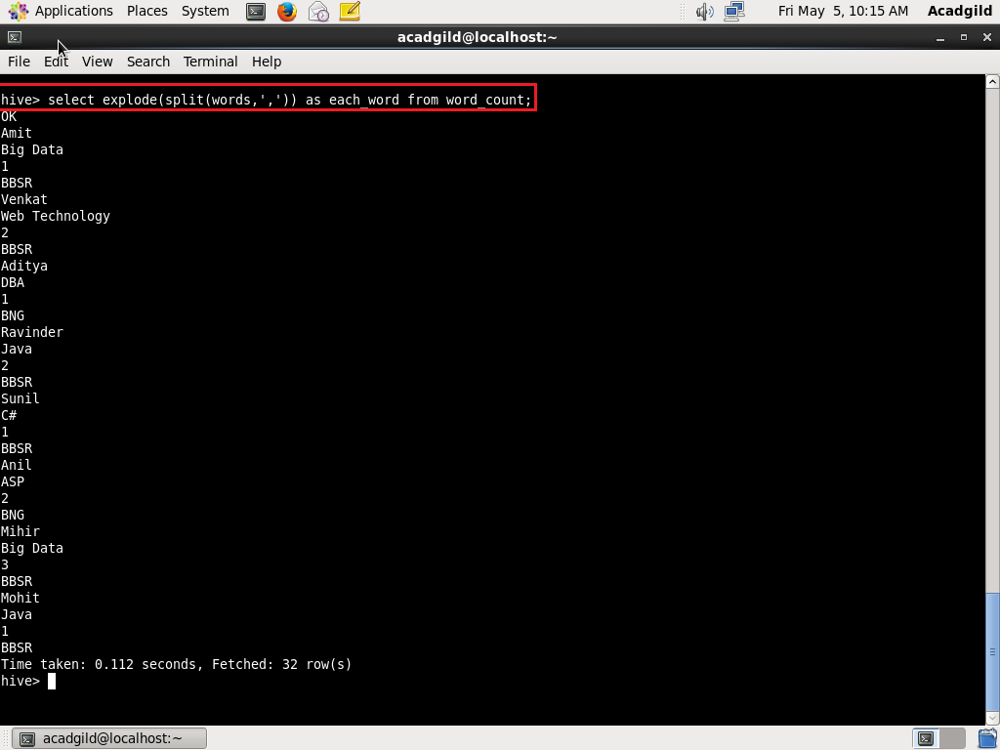 Applications Places System Fri May 5, 10:15 AM Acadgild
acadgild@localhost:~
File Edit View Search Terminal Help
hive> select explode(split(words,',')) as each_word from word_count;
OK
Amit
Big Data
1
BBSR
Venkat
Web Technology
2
BBSR
Aditya
DBA
1
BNG
Ravinder
Java
2
BBSR
Sunil
C#
1
BBSR
Anil
ASP
2
BNG
Mihir
Big Data
3
BBSR
Mohit
Java
1
BBSR
Time taken: 0.112 seconds, Fetched: 32 row(s)
hive>
acadgild@localhost:~